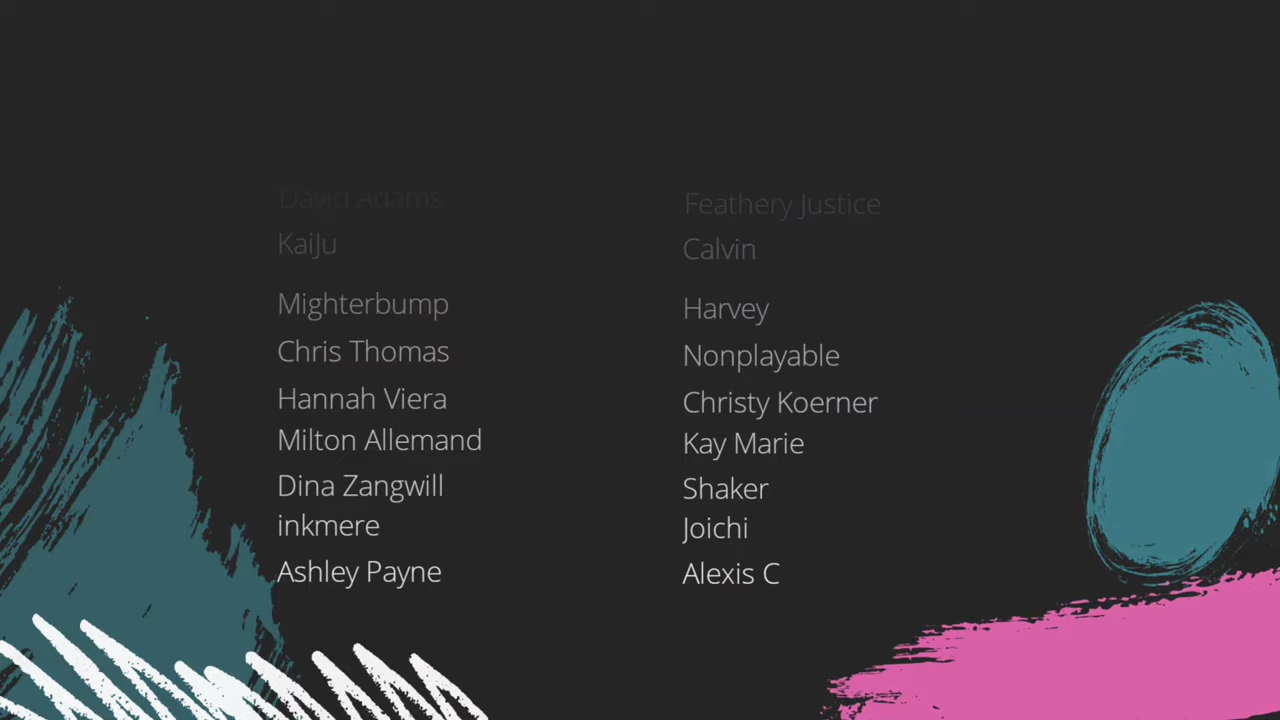 David Adams
KaiJu
Mighterbump
Chris Thomas
Hannah Viera
Milton Allemand
Dina Zangwill
inkmere
Ashley Payne
Feathery Justice
Calvin
Harvey
Nonplayable
Christy Koerner
Kay Marie
Shaker
Joichi
Alexis C